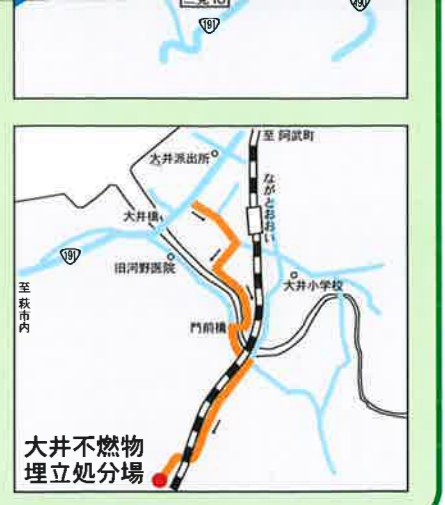 191
490
至 阿武町
大井派出所
ながとおおい
大井橋
191
旧河野医院
大井小学校
至萩市内
門前橋
大井不燃物
埋立処分場